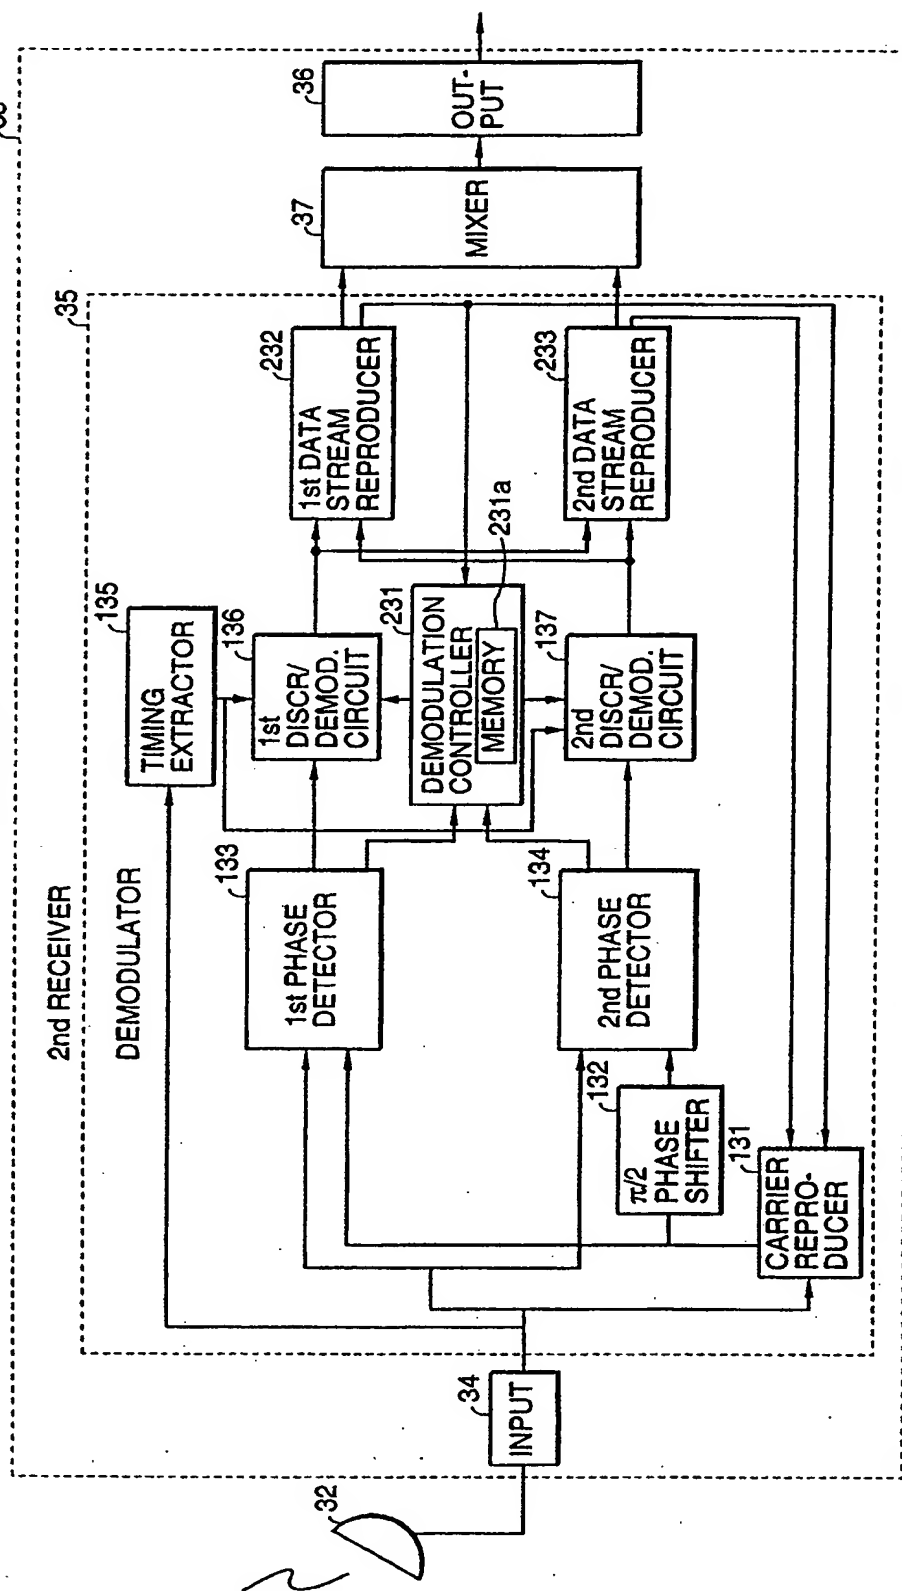 2nd RECEIVER
35
DEMODULATOR
32
34
INPUT
135
TIMING
EXTRACTOR
133
1st PHASE
DETECTOR
136
1st
DISCR/
DEMOD.
CIRCUIT
232
1st DATA
STREAM
REPRODUCER
37
MIXER
36
OUT-
PUT
231
DEMODULATION
CONTROLLER
MEMORY
231a
134
2nd PHASE
DETECTOR
137
2nd
DISCR/
DEMOD.
CIRCUIT
233
2nd DATA
STREAM
REPRODUCER
132
π/2
PHASE
SHIFTER
131
CARRIER
REPRO-
DUCER